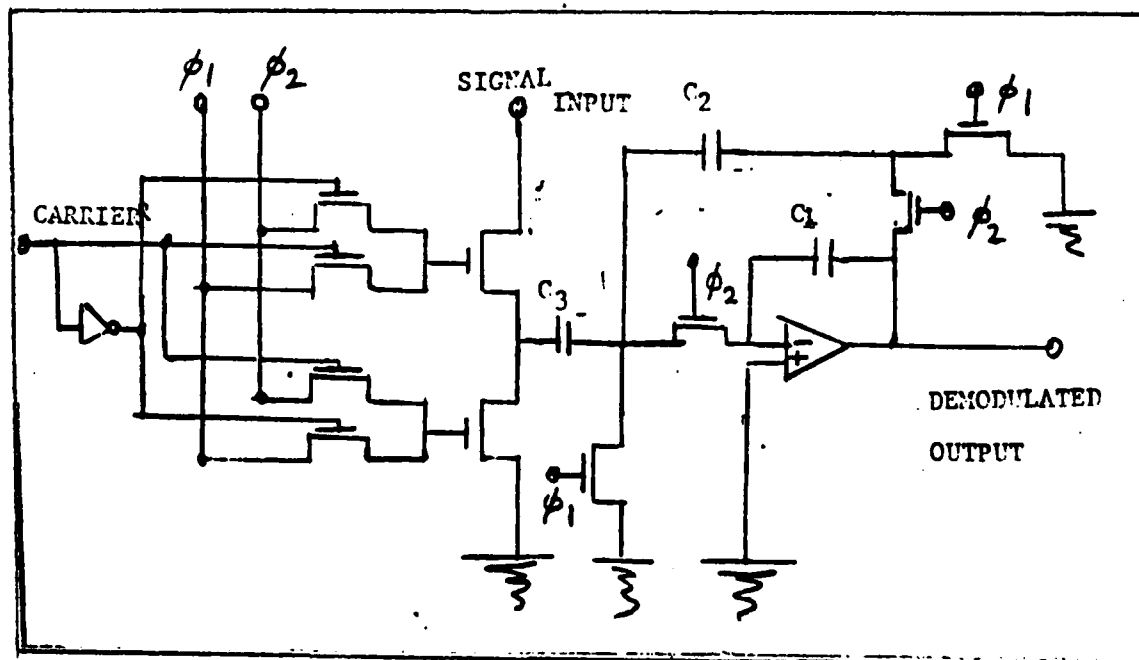 ϕ1 ϕ2
SIGNAL INPUT
C2
ϕ1
CARRIER
C1
ϕ2
C3
ϕ2
DEMODULATED
OUTPUT
ϕ1